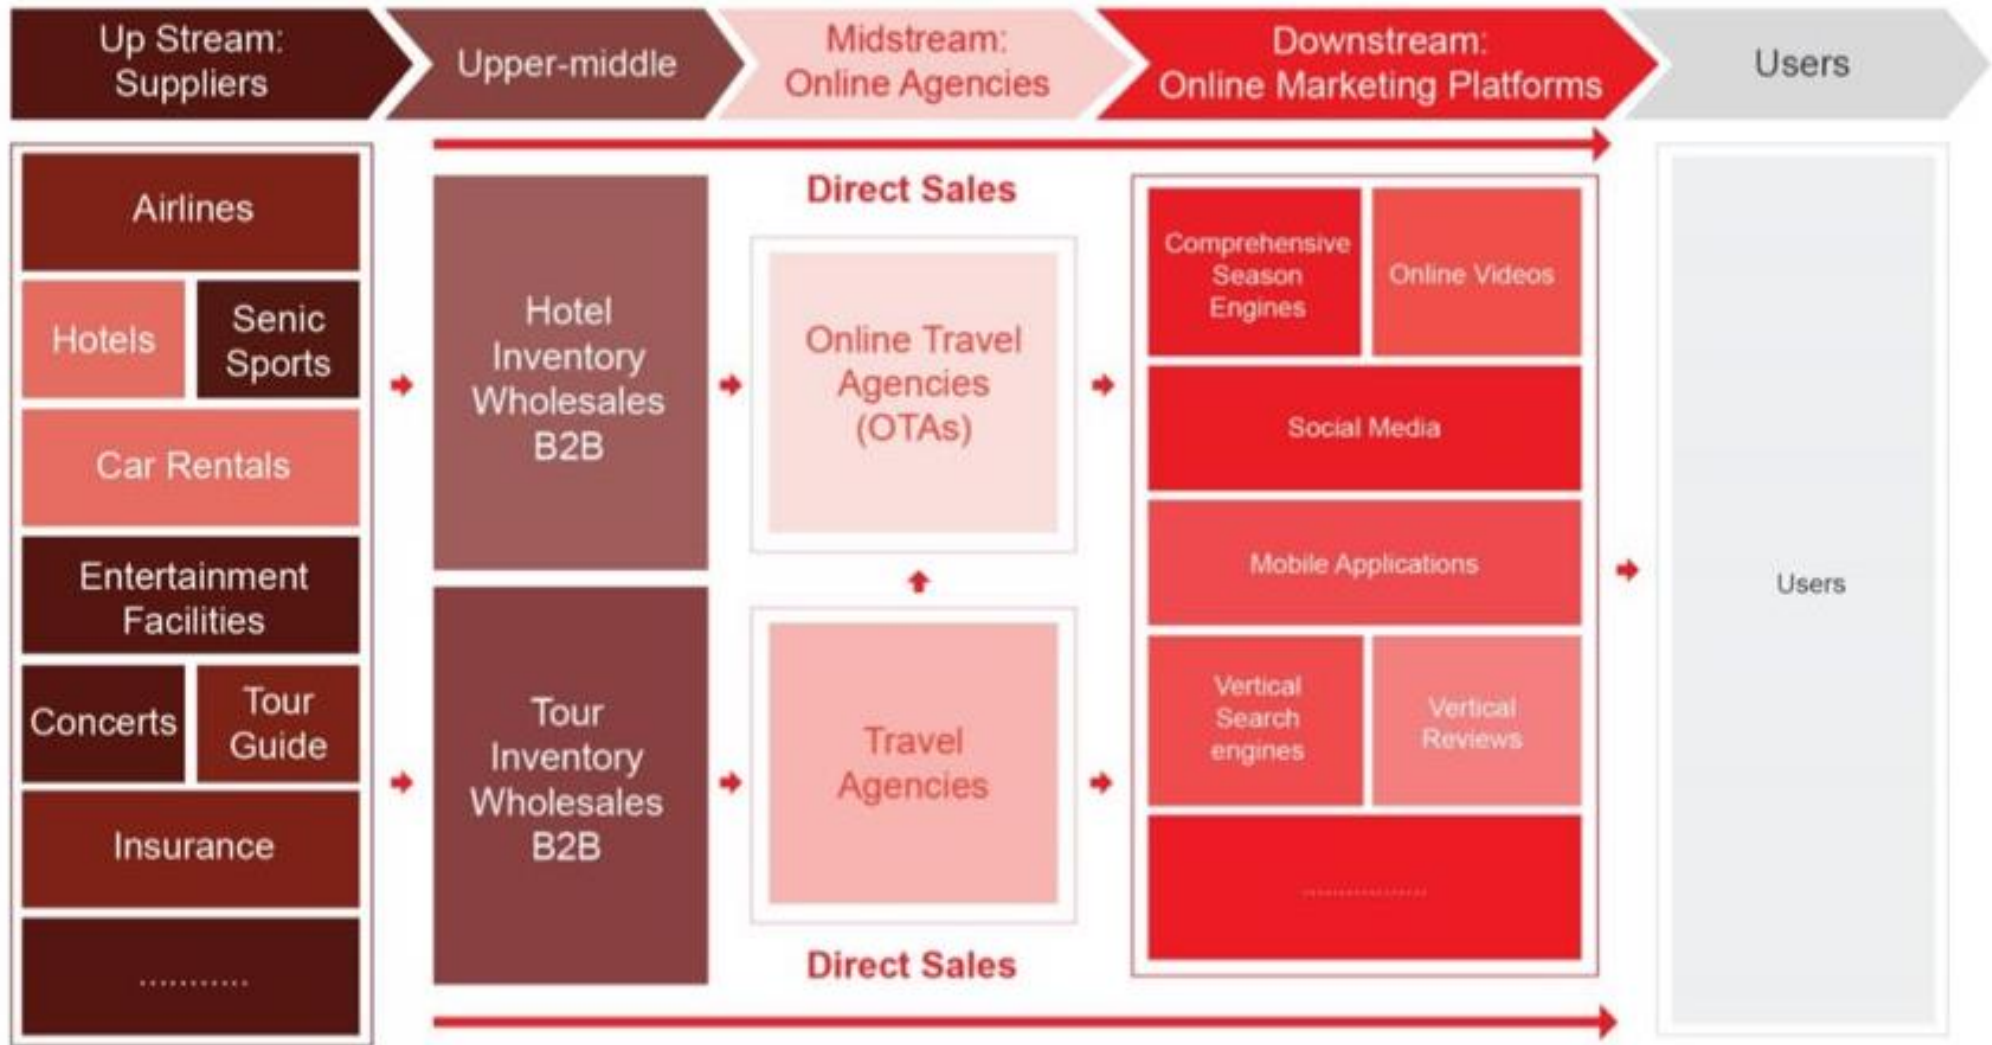 Up Stream:
Suppliers
Upper-middle
Midstream:
Online Agencies
Downstream:
Online Marketing Platforms
Users
Airlines
Hotels
Senic
Sports
Car Rentals
Entertainment
Facilities
Concerts
Tour
Guide
Insurance
...........
Hotel
Inventory
Wholesales
B2B
Tour
Inventory
Wholesales
B2B
Direct Sales
Online Travel
Agencies
(OTAs)
Travel
Agencies
Direct Sales
Comprehensive
Season
Engines
Online Videos
Social Media
Mobile Applications
Vertical
Search
engines
Vertical
Reviews
.................
Users